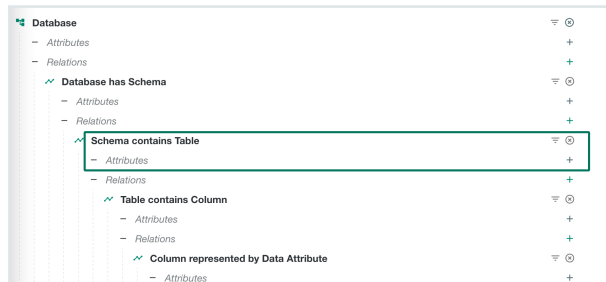 Database
Attributes
Relations
Database has Schema
Attributes
Relations
Schema contains Table
Attributes
Relations
Table contains Column
Attributes
Relations
Column represented by Data Attribute
Attributes